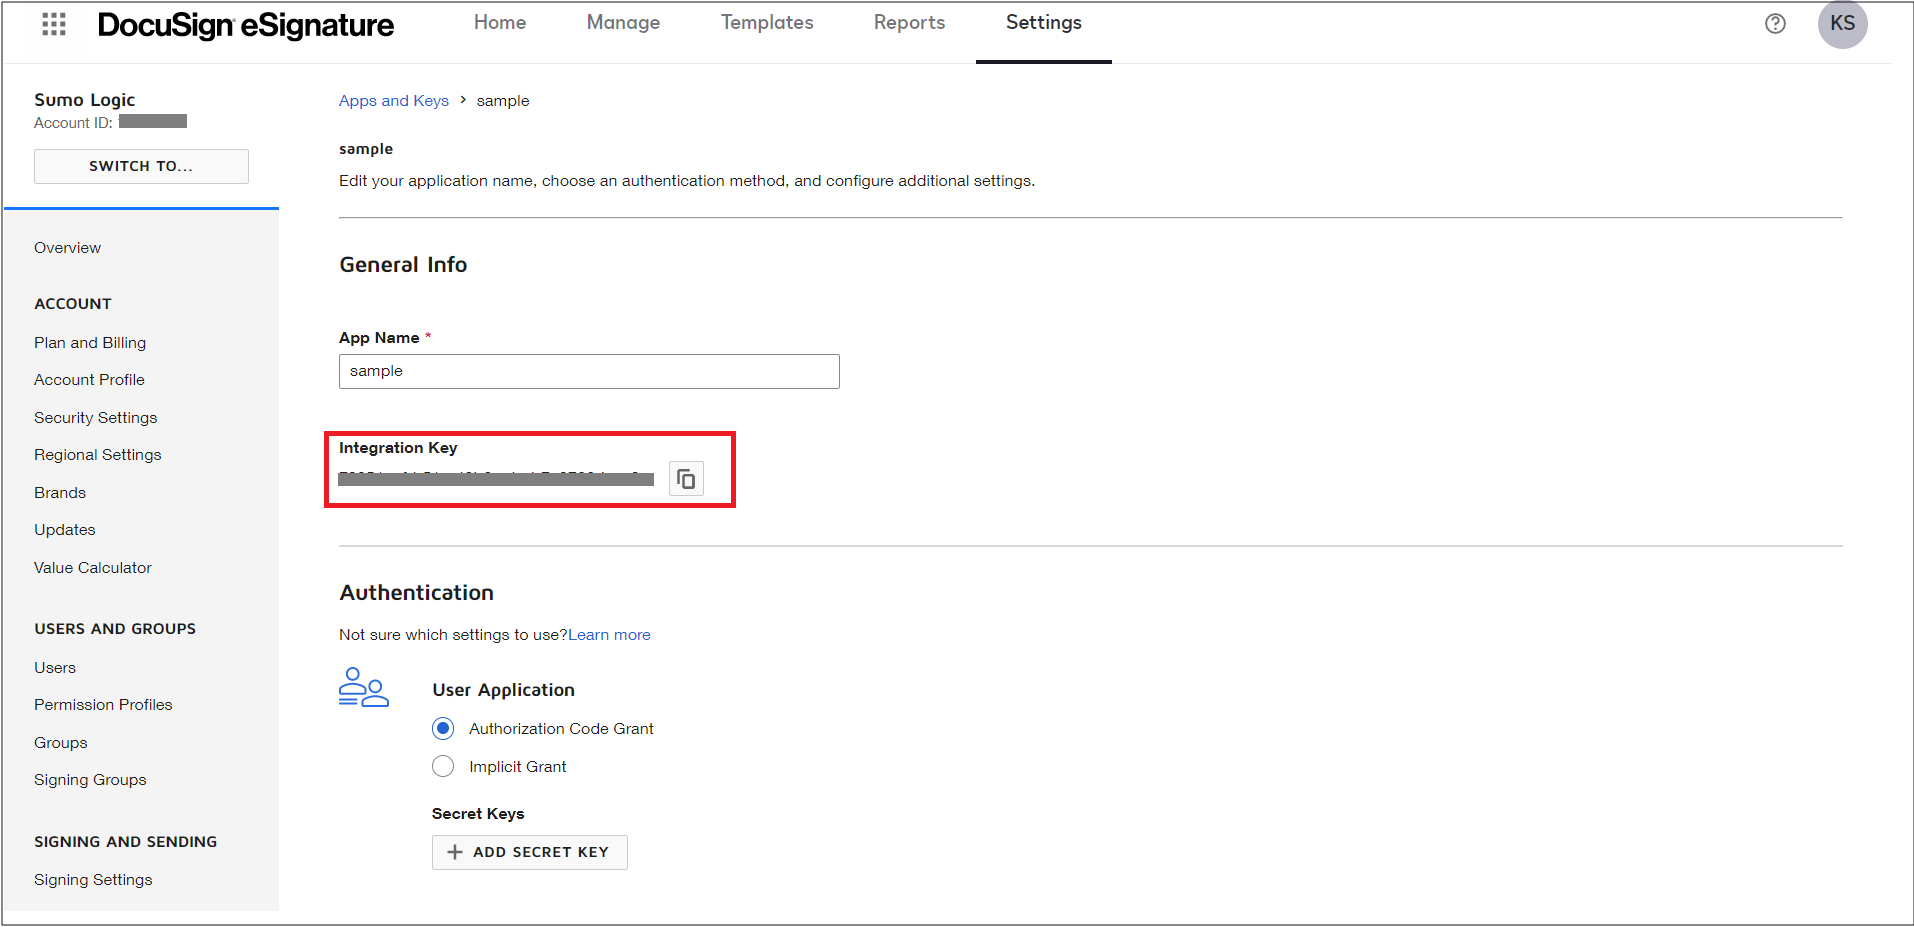 DocuSign eSignature
Home
Manage
Templates
Reports
Settings
KS
Sumo Logic
Account ID:
SWITCH TO...
Overview
ACCOUNT
Plan and Billing
Account Profile
Security Settings
Regional Settings
Brands
Updates
Value Calculator
USERS AND GROUPS
Users
Permission Profiles
Groups
Signing Groups
SIGNING AND SENDING
Signing Settings
Apps and Keys > sample
sample
Edit your application name, choose an authentication method, and configure additional settings.
General Info
App Name *
sample
Integration Key
Authentication
Not sure which settings to use?Learn more
User Application
Authorization Code Grant
Implicit Grant
Secret Keys
+ ADD SECRET KEY